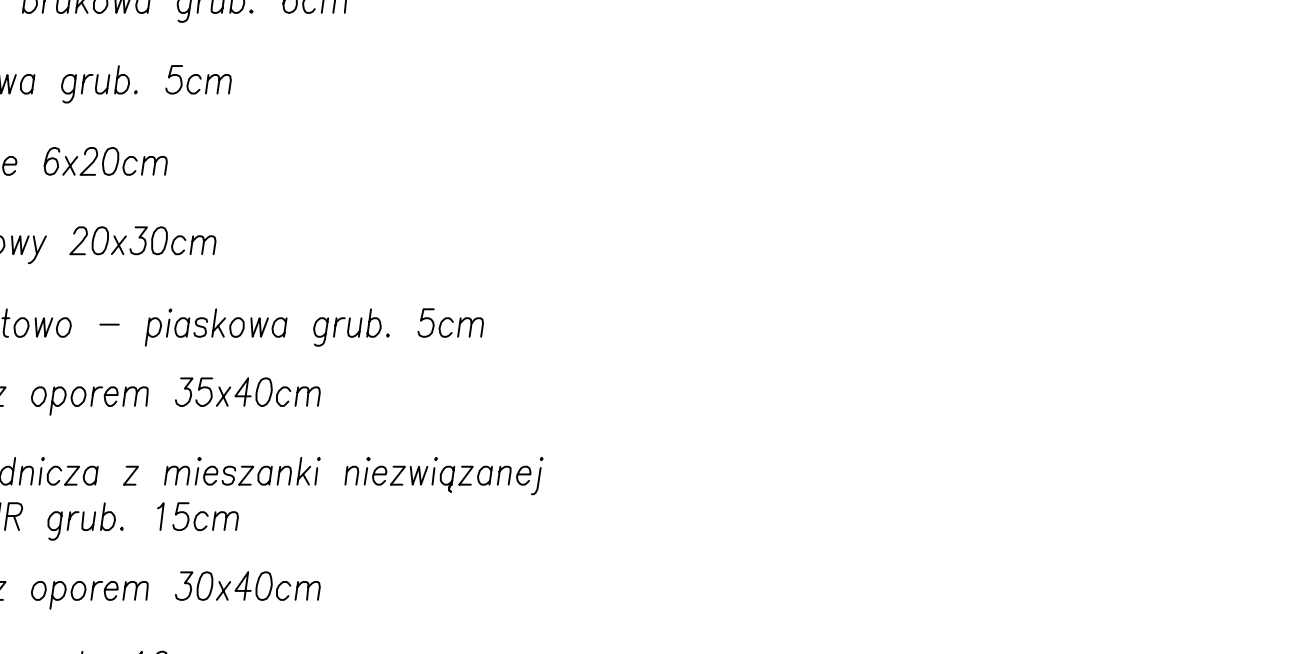 brukowa grub. 6cm
wa grub. 5cm
e 6x20cm
owy 20x30cm
towo – piaskowa grub. 5cm
z oporem 35x40cm
dnicza z mieszanki niezwiązanej
R grub. 15cm
z oporem 30x40cm